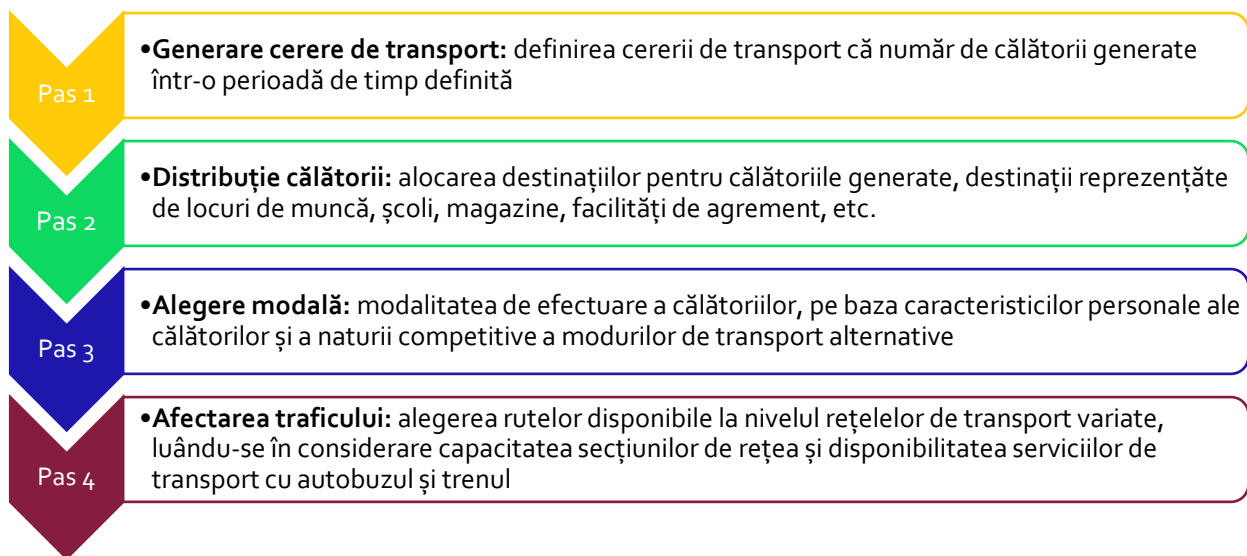 Pas 1
•Generare cerere de transport: definirea cererii de transport că număr de călătorii generate
într-o perioadă de timp definită
Pas 2
•Distribuție călătorii: alocarea destinațiilor pentru călătoriile generate, destinații reprezențăte
de locuri de muncă, școli, magazine, facilități de agrement, etc.
Pas 3
•Alegere modală: modalitatea de efectuare a călătoriilor, pe baza caracteristicilor personale ale
călătorilor și a naturii competitive a modurilor de transport alternative
Pas 4
•Afectarea traficului: alegerea rutelor disponibile la nivelul rețelelor de transport variate,
luându-se în considerare capacitatea secțiunilor de rețea și disponibilitatea serviciilor de
transport cu autobuzul și trenul